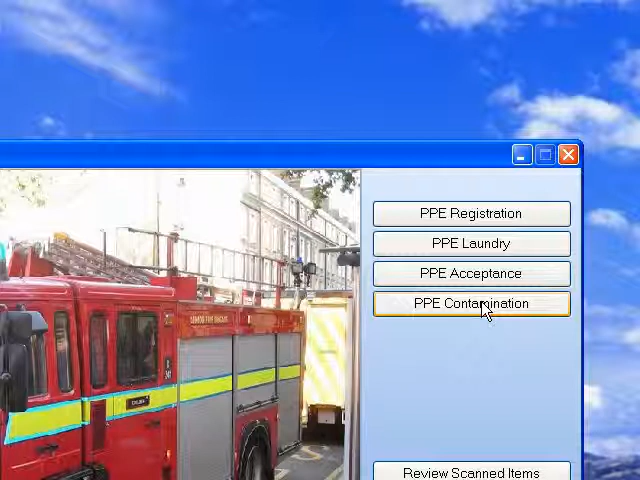 PPE Registration
PPE Laundry
PPE Acceptance
PPE Contamination
Review Scanned Items